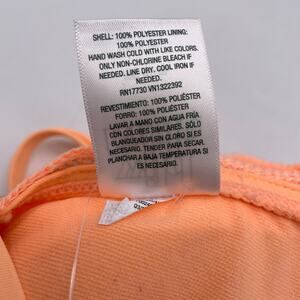 SHELL: 100% POLYESTER LINING:
100% POLYESTER
HAND WASH COLD WITH LIKE COLORS.
ONLY NON-CHLORINE BLEACH IF
NEEDED. LINE DRY. COOL IRON IF
NEEDED.
RN17730 VN1322392
REVESTIMIENTO: 100% POLIÉSTER
FORRO: 100% POLIÉSTER
LAVAR A MANO CON AGUA FRÍA
CON COLORES SIMILARES. SÓLO
BLANQUEADOR SIN CLORO SI ES
NECESARIO. TENDER PARA SECAR.
PLANCHAR A BAJA TEMPERATURA SI
ES NECESARIO.